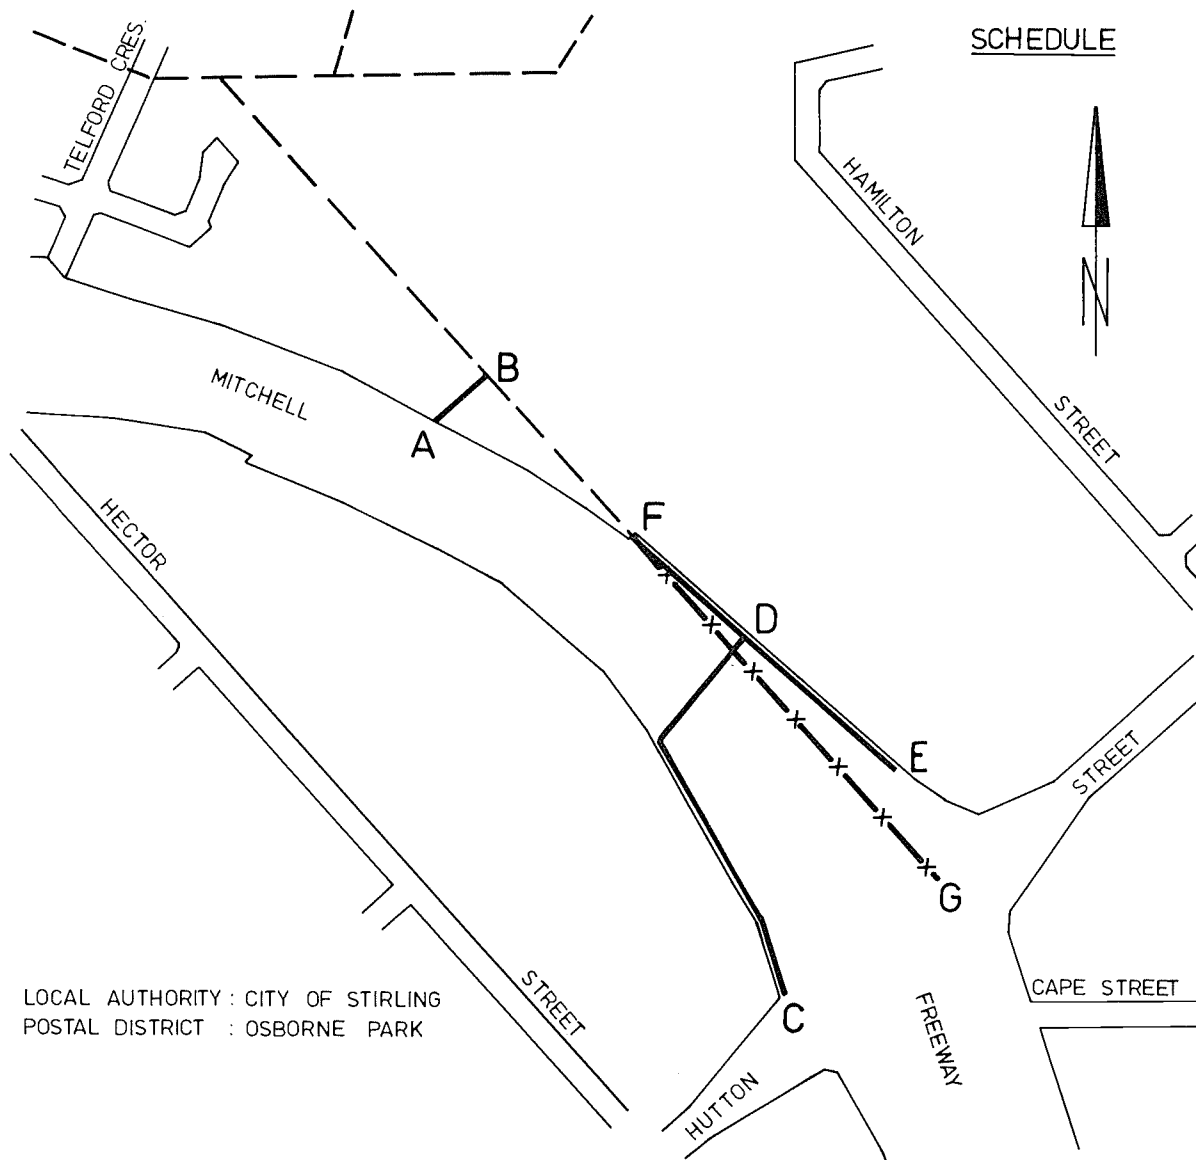 SCHEDULE
TELFORD CRES.
HAMILTON
STREET
N
MITCHELL
B
A
HECTOR
STREET
F
D
E
G
C
STREET
CAPE STREET
FREEWAY
HUTTON
LOCAL AUTHORITY : CITY OF STIRLING
POSTAL DISTRICT : OSBORNE PARK